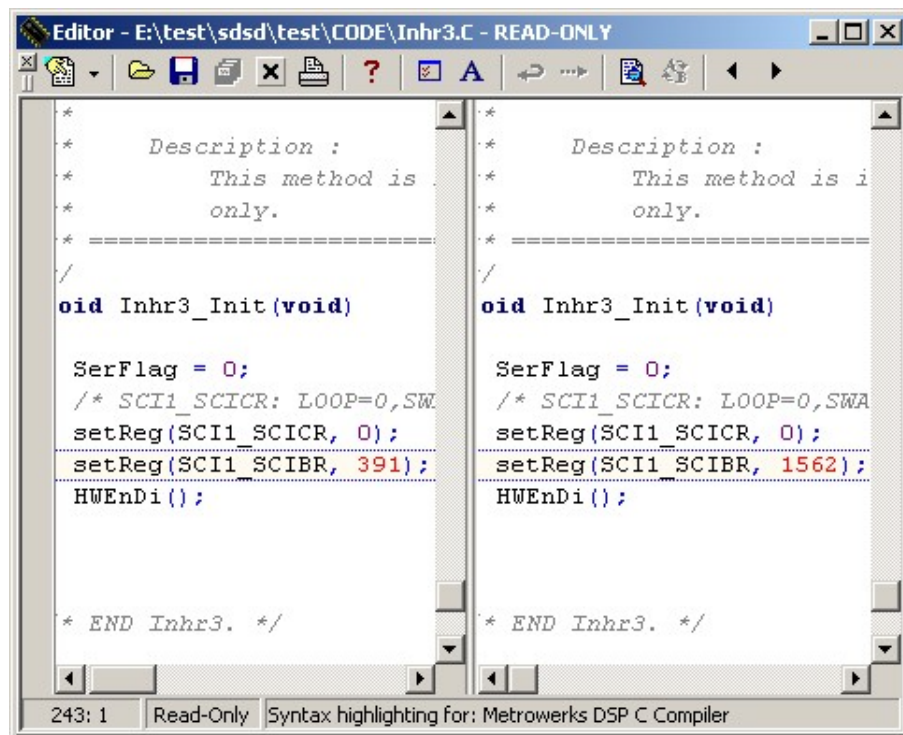 Editor - E:\test\sdsd\test\CODE\Inhr3.C - READ-ONLY
*
* Description :
* This method is
* only.
* ========================
*/
oid Inhr3_Init(void)
SerFlag = 0;
/* SCI1_SCICR: LOOP=0,SW
setReg(SCI1_SCICR, 0);
setReg(SCI1_SCIBR, 391);
HWEnDi();
* END Inhr3. */
*
* Description :
* This method is i
* only.
* ========================
/
oid Inhr3_Init(void)
SerFlag = 0;
/* SCI1_SCICR: LOOP=0,SWA
setReg(SCI1_SCICR, 0);
setReg(SCI1_SCIBR, 1562);
HWEnDi();
* END Inhr3. */
243: 1 Read-Only Syntax highlighting for: Metrowerks DSP C Compiler